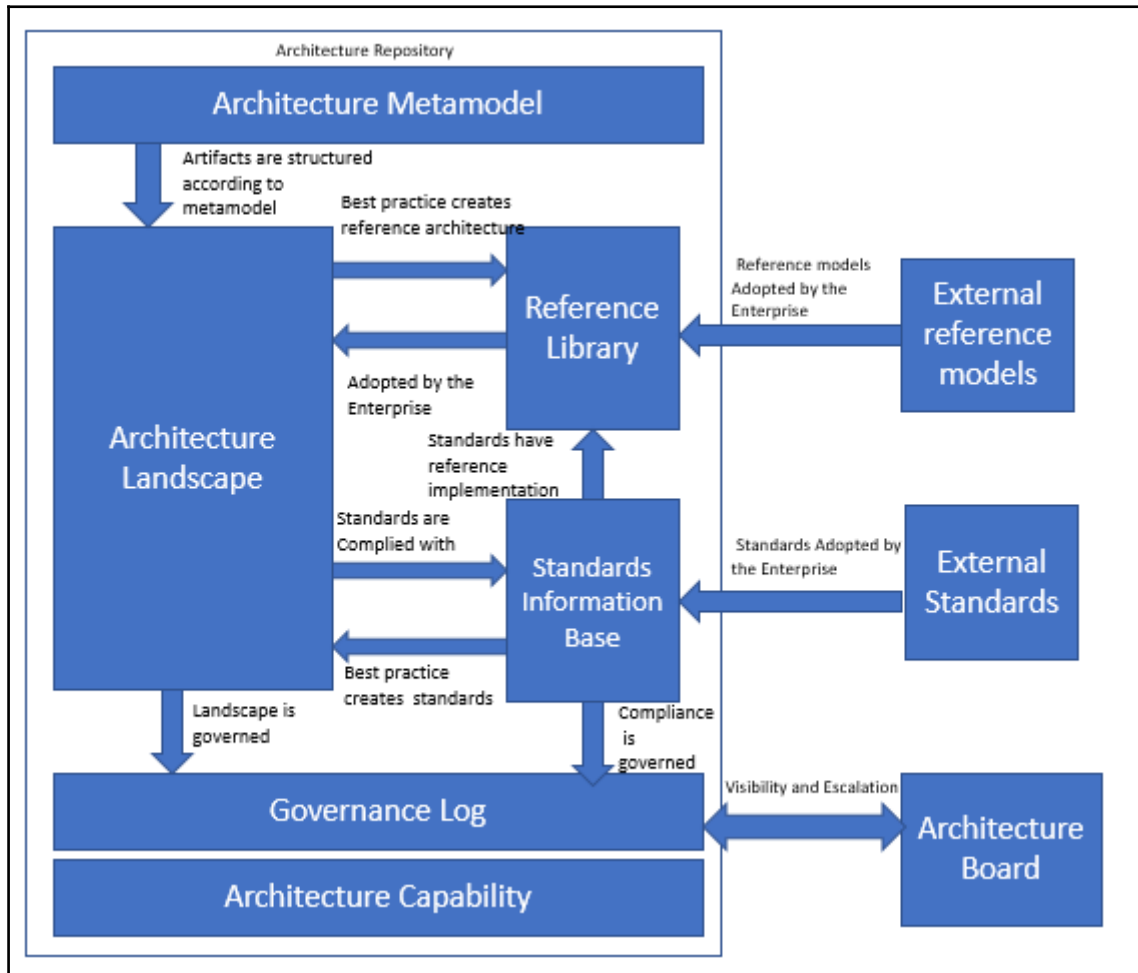 Architecture Repository
Architecture Metamodel
Artifacts are structured
according to
metamodel
Best practice creates
reference architecture
Reference
Library
Reference models
Adopted by the
Enterprise
External
reference
models
Adopted by the
Enterprise
Architecture
Landscape
Standards have
reference
implementation
Standards are
Complied with
Standards
Information
Base
Standards Adopted by
the Enterprise
External
Standards
Best practice
creates standards
Landscape is
governed
Compliance
is
governed
Governance Log
Visibility and Escalation
Architecture
Board
Architecture Capability